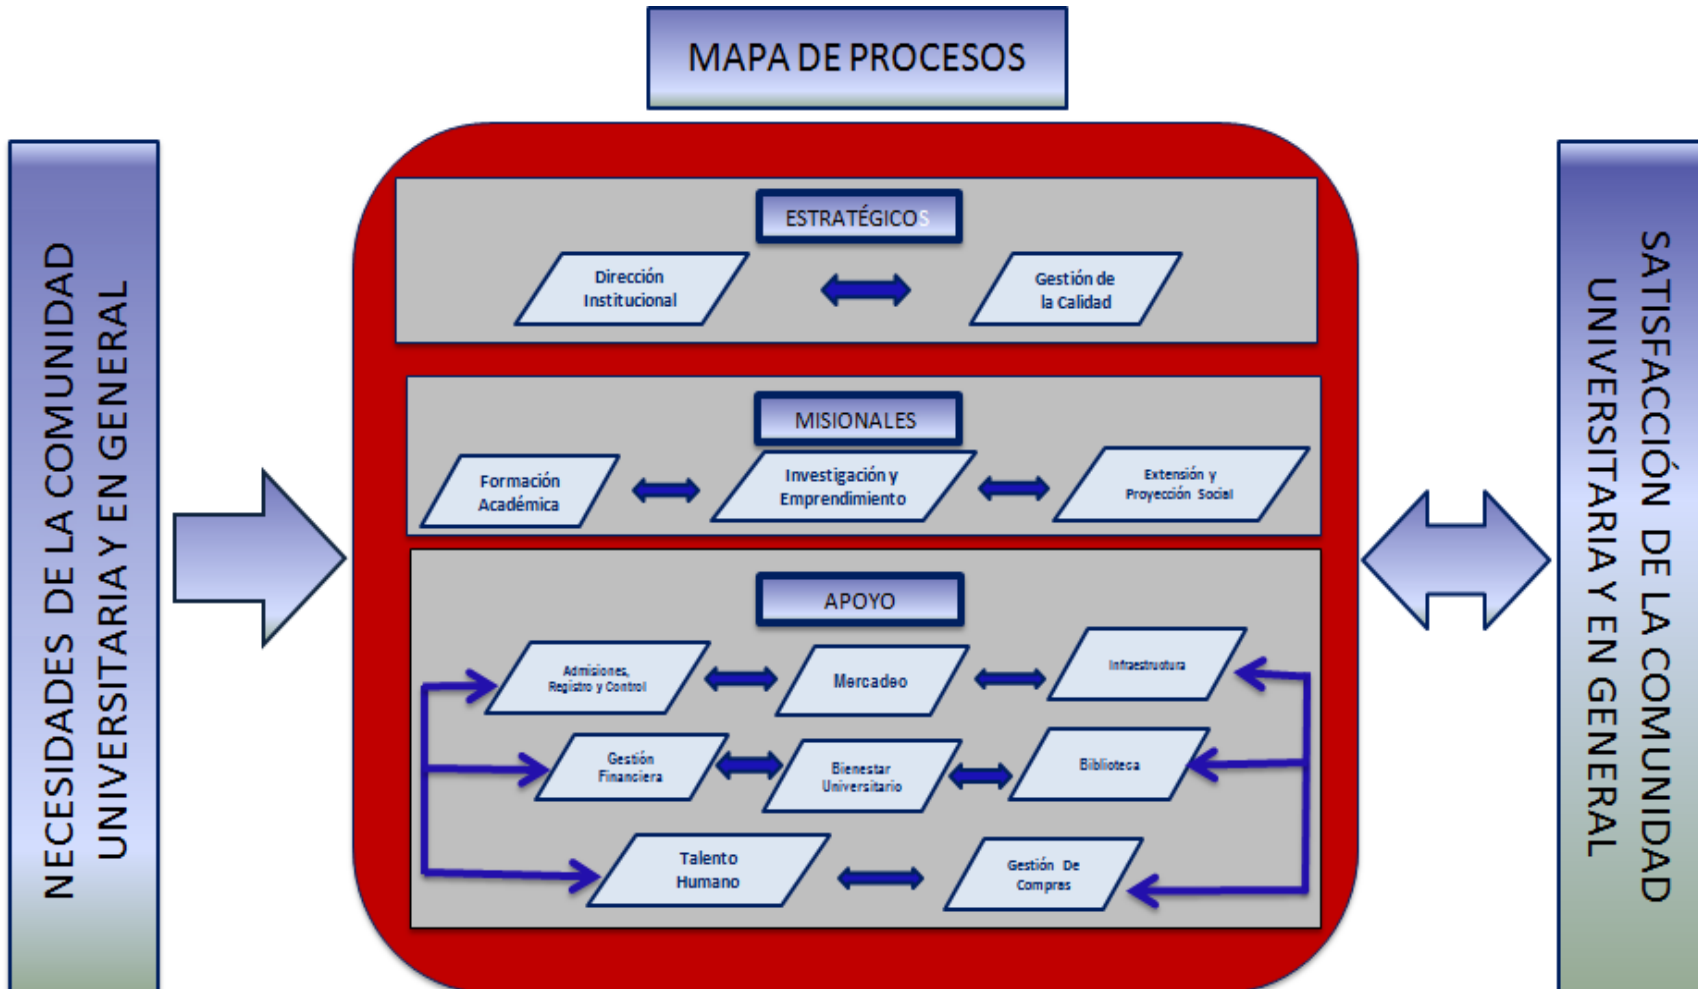 MAPA DE PROCESOS
NECESIDADES DE LA COMUNIDAD
UNIVERSITARIA Y EN GENERAL
ESTRATÉGICOS
Dirección
Institucional
Gestión de
la Calidad
MISIONALES
Formación
Académica
Investigación y
Emprendimiento
Extensión y
Proyección Social
APOYO
Admisiones,
Registro y Control
Mercadeo
Infraestructura
Gestión
Financiera
Bienestar
Universitario
Biblioteca
Talento
Humano
Gestión De
Compras
SATISFACCIÓN DE LA COMUNIDAD
UNIVERSITARIA Y EN GENERAL